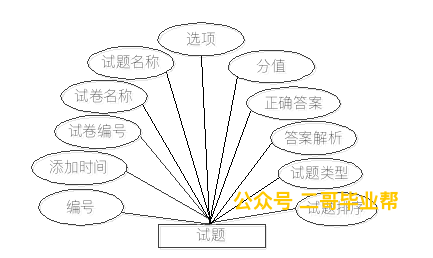 选项
试题名称
分值
试卷名称
正确答案
试卷编号
答案解析
添加时间
试题类型
公众号 二哥毕业帮
编号
试题排序
试题